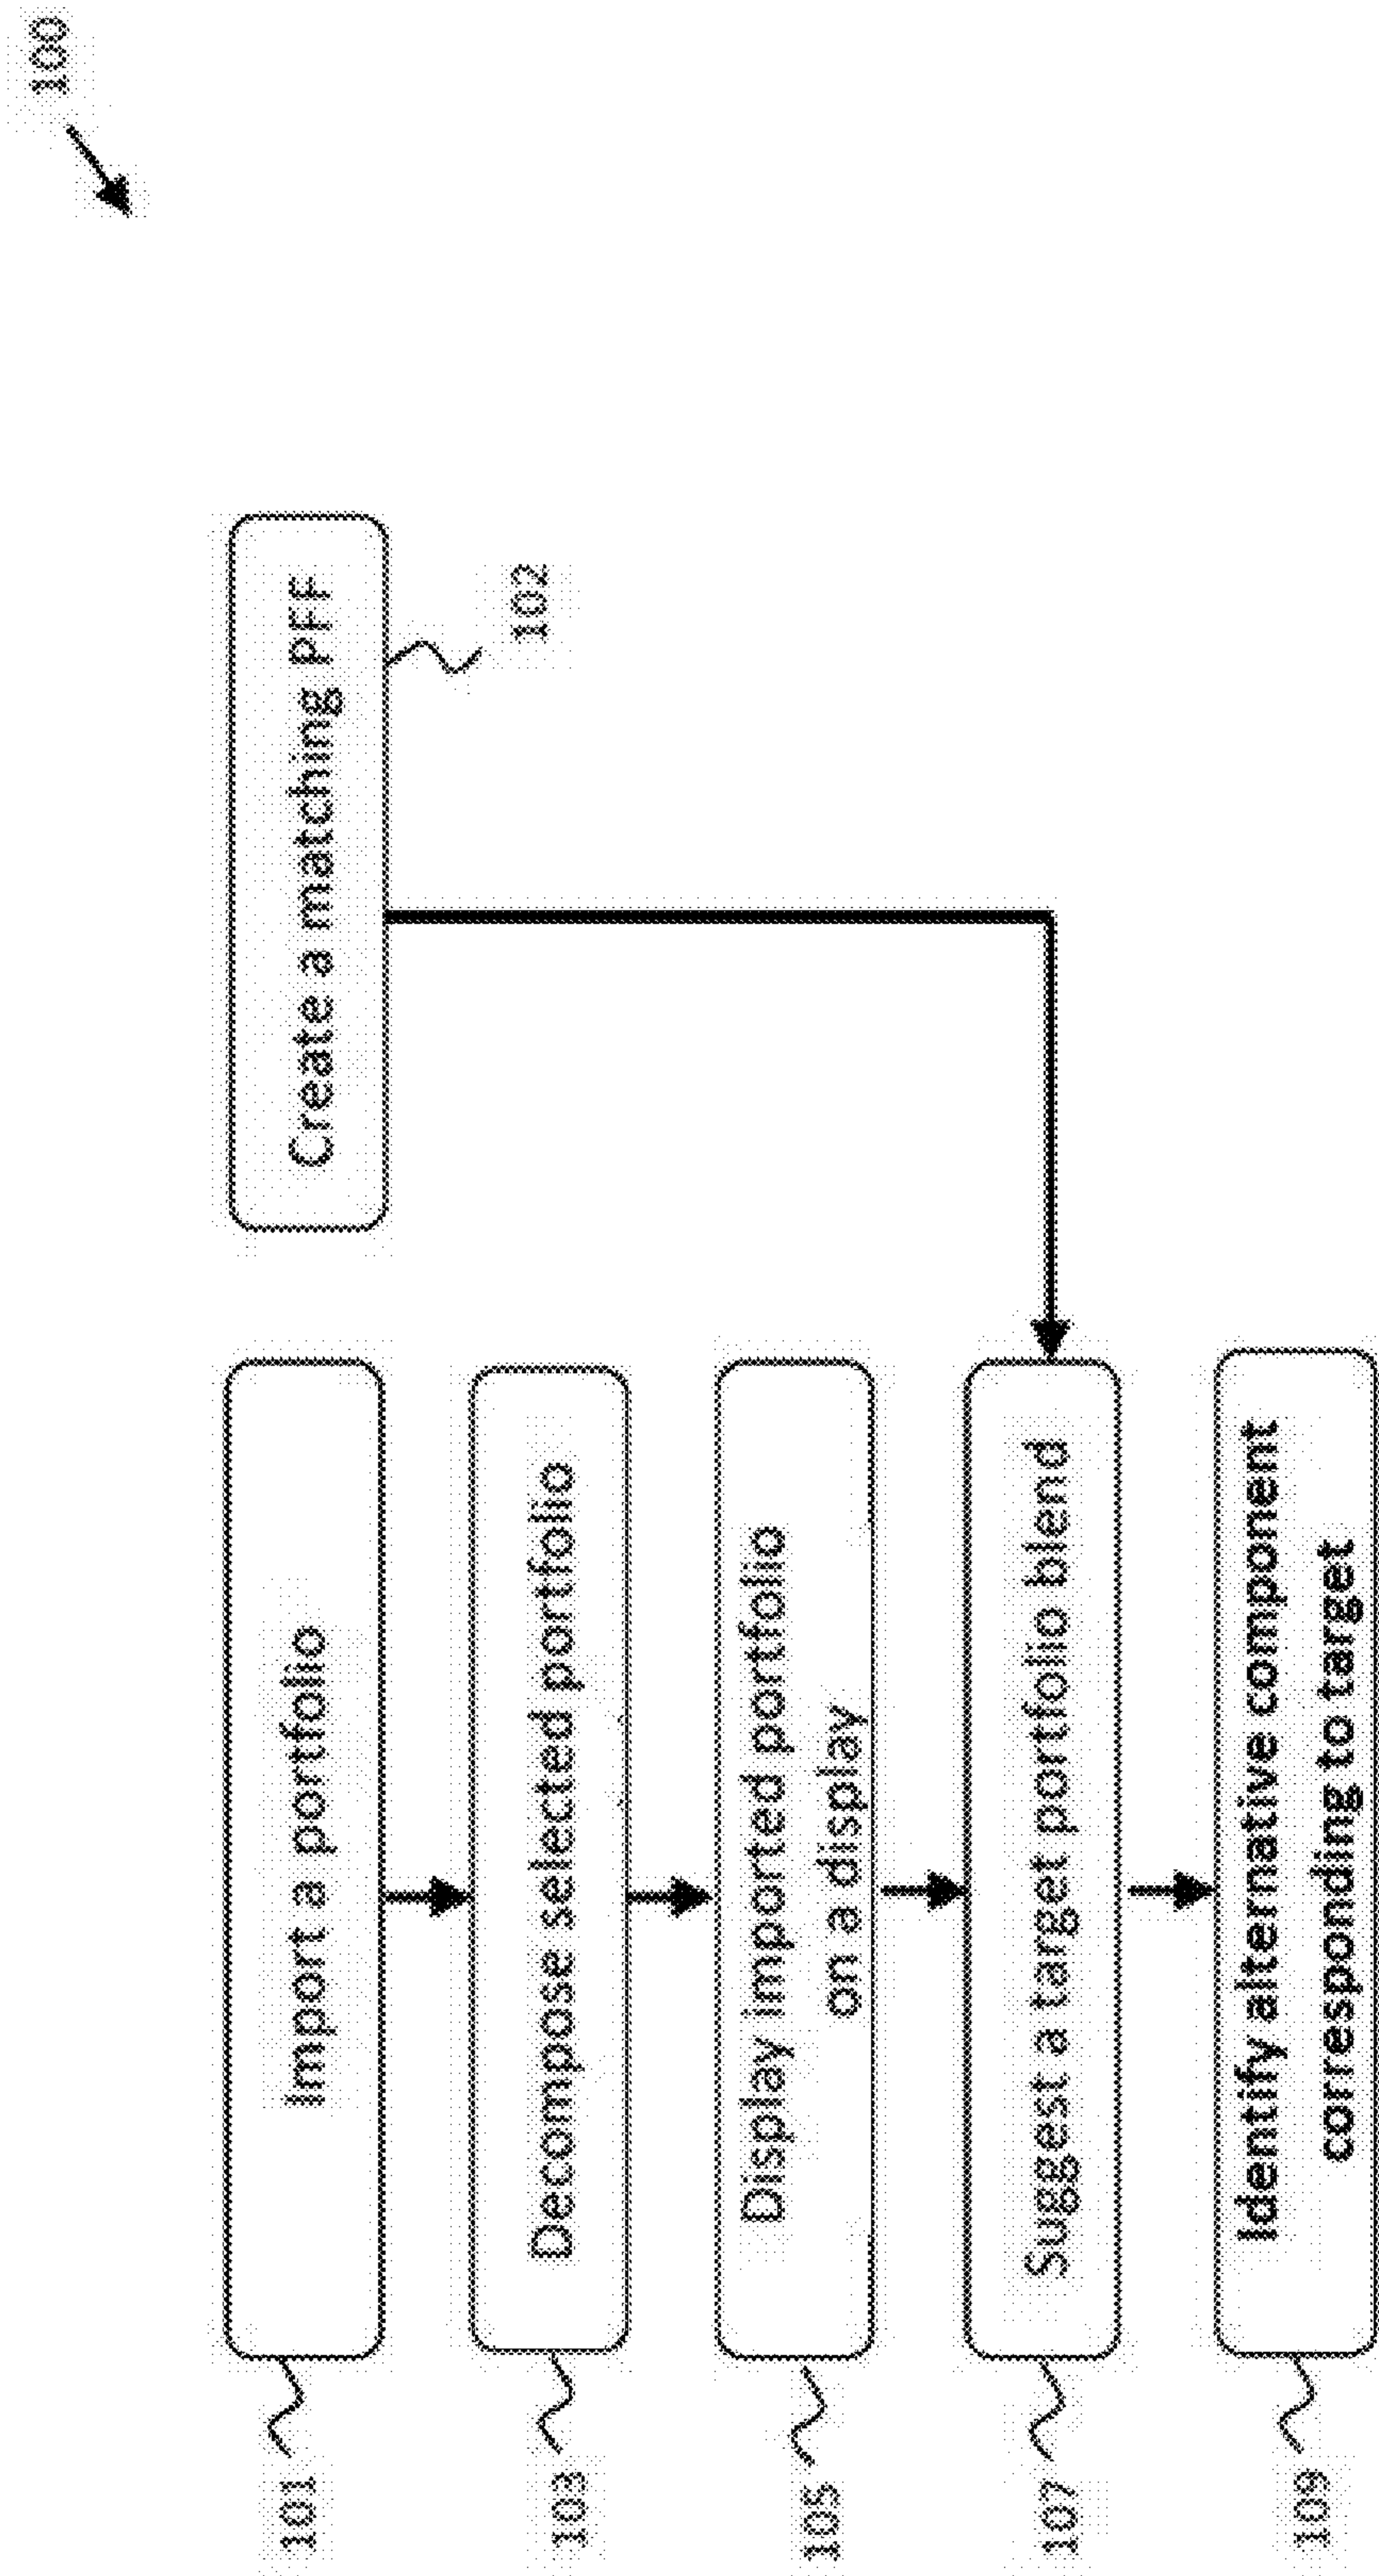 100
101
Import a portfolio
Create a matching PFF
102
103
Decompose selected portfolio
105
Display imported portfolio
on a display
107
Suggest a target portfolio blend
109
Identify alternative component
corresponding to target